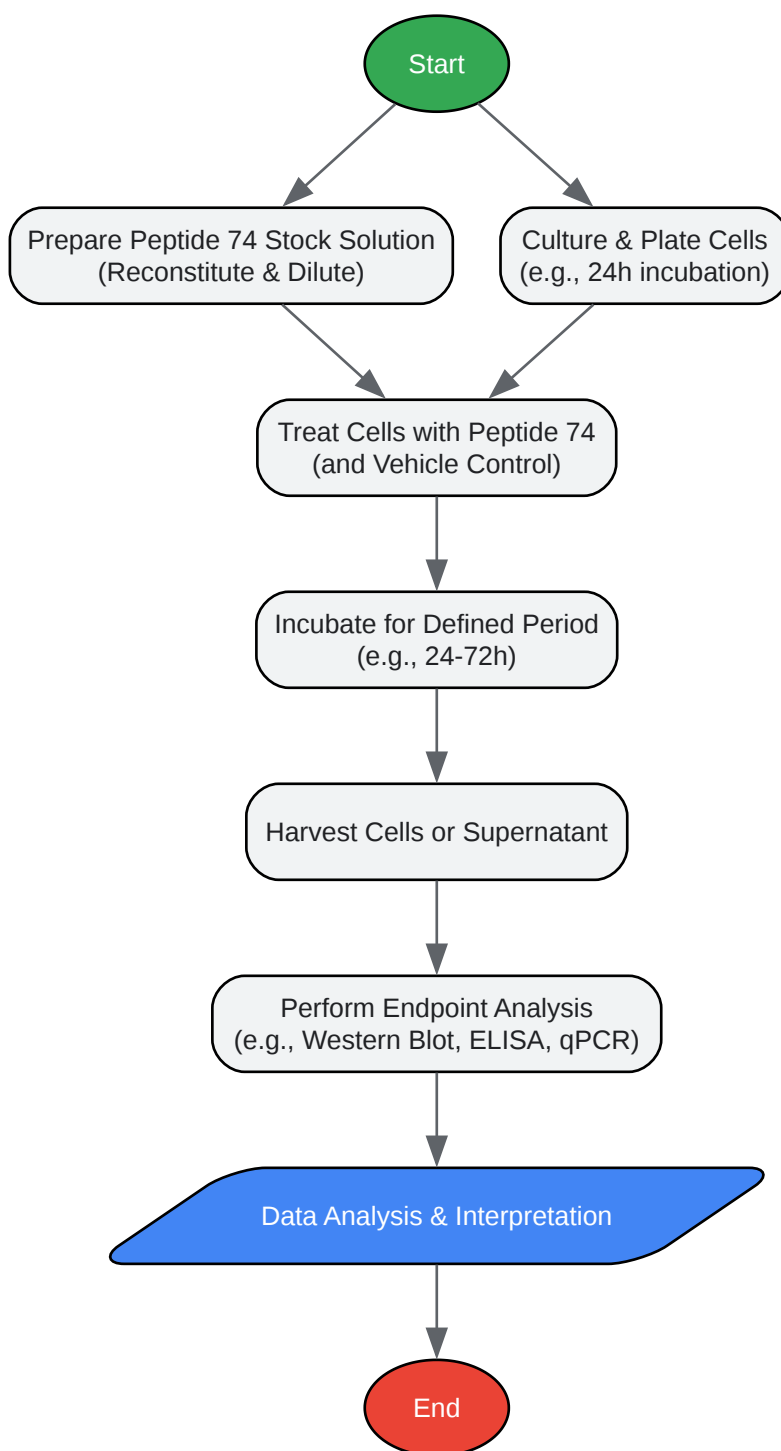 Start
Prepare Peptide 74 Stock Solution
(Reconstitute & Dilute)
Culture & Plate Cells
(e.g., 24h incubation)
Treat Cells with Peptide 74
(and Vehicle Control)
Incubate for Defined Period
(e.g., 24-72h)
Harvest Cells or Supernatant
Perform Endpoint Analysis
(e.g., Western Blot, ELISA, qPCR)
Data Analysis & Interpretation
End